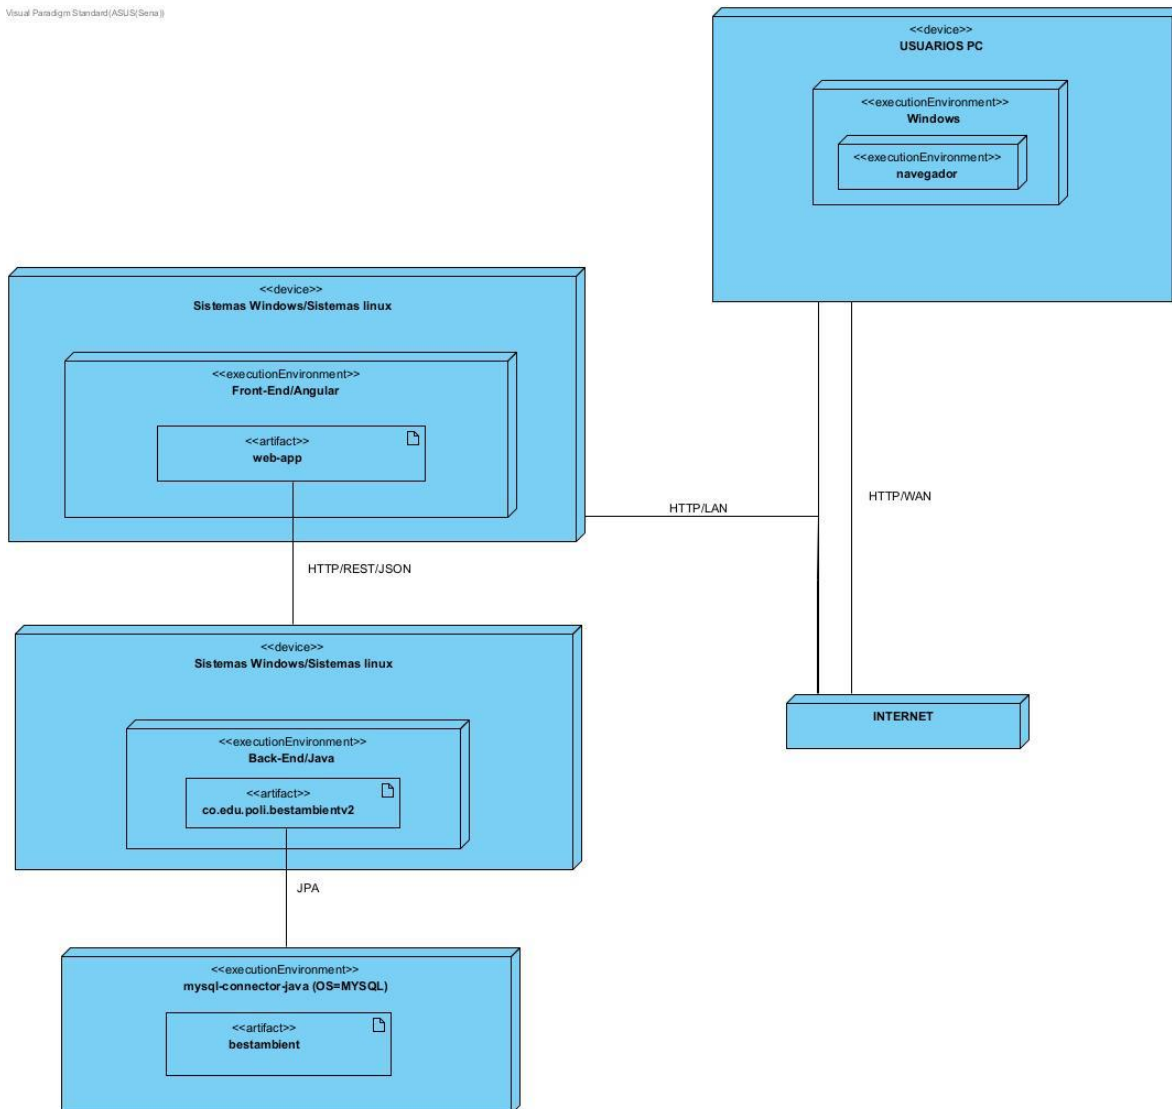 Visual Paradigm Standard(ASUS(Sena))
<<device>>
USUARIOS PC
<<executionEnvironment>>
Windows
<<executionEnvironment>>
navegador
<<device>>
Sistemas Windows/Sistemas linux
<<executionEnvironment>>
Front-End/Angular
<<artifact>>
web-app
HTTP/LAN
HTTP/WAN
HTTP/REST/JSON
<<device>>
Sistemas Windows/Sistemas linux
INTERNET
<<executionEnvironment>>
Back-End/Java
<<artifact>>
co.edu.poli.bestambientv2
JPA
<<executionEnvironment>>
mysql-connector-java (OS=MYSQL)
<<artifact>>
bestambient